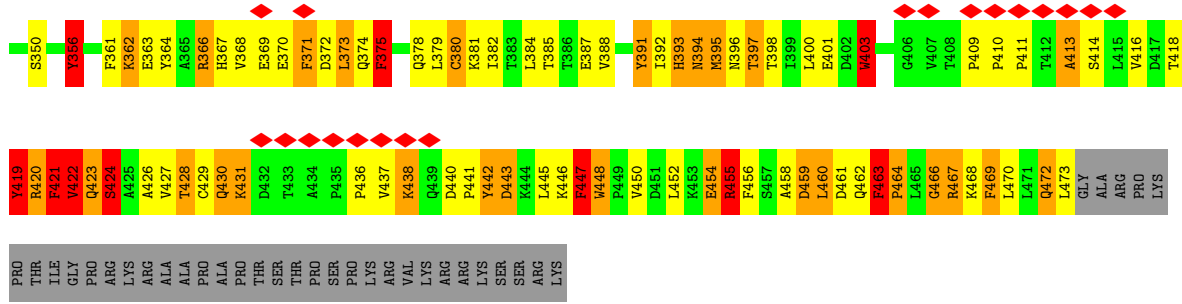 S350 Y356 F361 K362 E363 Y364 A365 R366 H367 V368 E369 E370 F371 D372 L373 Q374 F375 Q378 L379 C380 K381 I382 T383 L384 T385 T386 E387 V388 Y391 I392 H393 N394 M395 N396 T397 T398 I399 L400 E401 D402 W403 G406 V407 T408 P409 P410 P411 T412 A413 S414 L415 V416 D417 T418
Y419 R420 F421 V422 Q423 S424 A425 A426 V427 T428 C429 Q430 K431 D432 T433 A434 P435 P436 V437 K438 Q439 D440 P441 Y442 D443 K444 L445 K446 F447 W448 P449 V450 D451 L452 K453 E454 R455 F456 S457 A458 D459 L460 D461 Q462 F463 P464 L465 G466 R467 K468 F469 L470 L471 Q472 L473 GLY ALA ARG PRO LYS
PRO THR ILE GLY PRO ARG LYS ARG ALA ALA PRO ALA PRO THR SER THR PRO SER PRO LYS ARG VAL LYS ARG ARG LYS SER SER ARG LYS